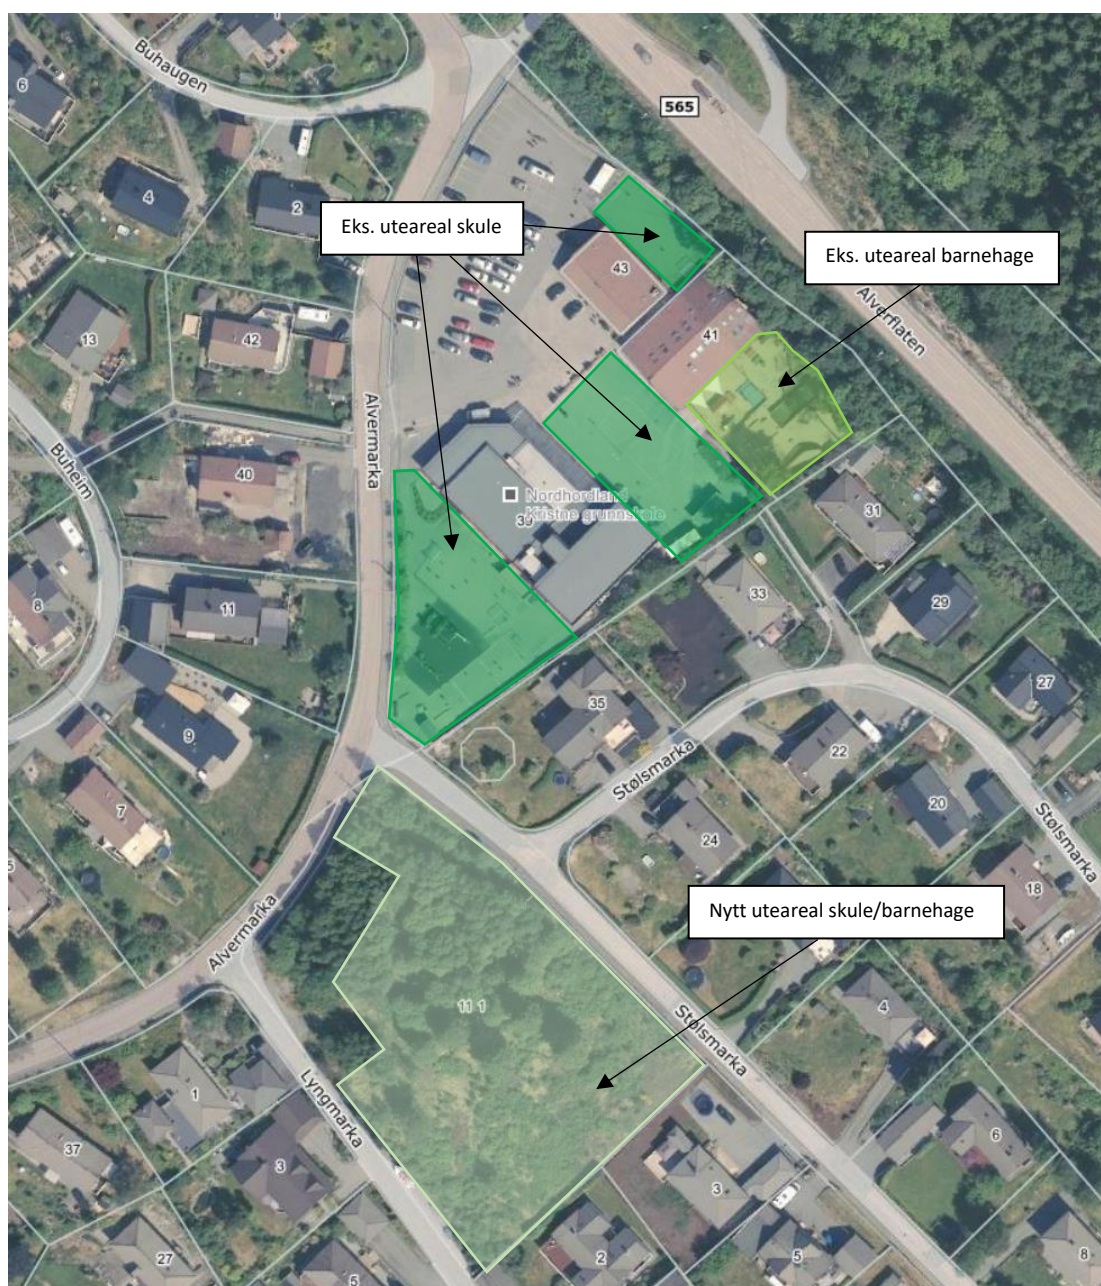 Buhaugen
565
6
4
2
Eks. uteareal skule
43
Eks. uteareal barnehage
Alverflaten
13
42
41
Alvermarka
Buheim
40
Nordhordland
Kristne grunnskole
39
31
8
11
33
29
27
35
9
22
Stølsmarka
20
7
24
Stølsmarka
18
Nytt uteareal skule/barnehage
Alvermarka
11 1
4
Stølsmarka
1
Lyngmarka
37
3
6
3
27
5
2
5
8